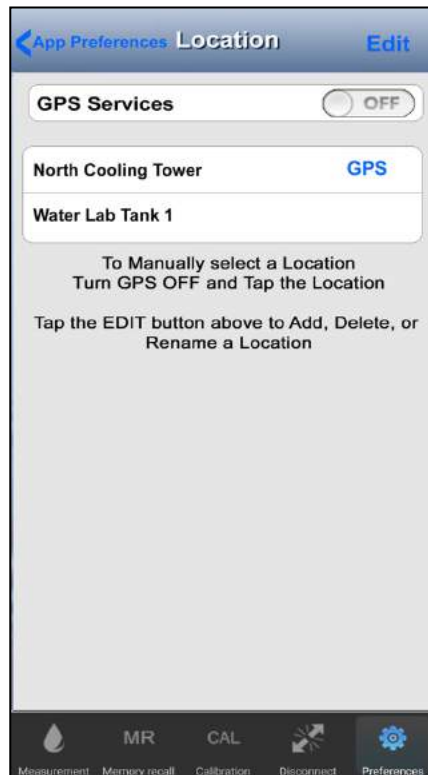 App Preferences Location Edit
GPS Services OFF
North Cooling Tower GPS
Water Lab Tank 1
To Manually select a Location
Turn GPS OFF and Tap the Location
Tap the EDIT button above to Add, Delete, or
Rename a Location
MR CAL
Measurement Memory recall Calibration Disconnect Preferences